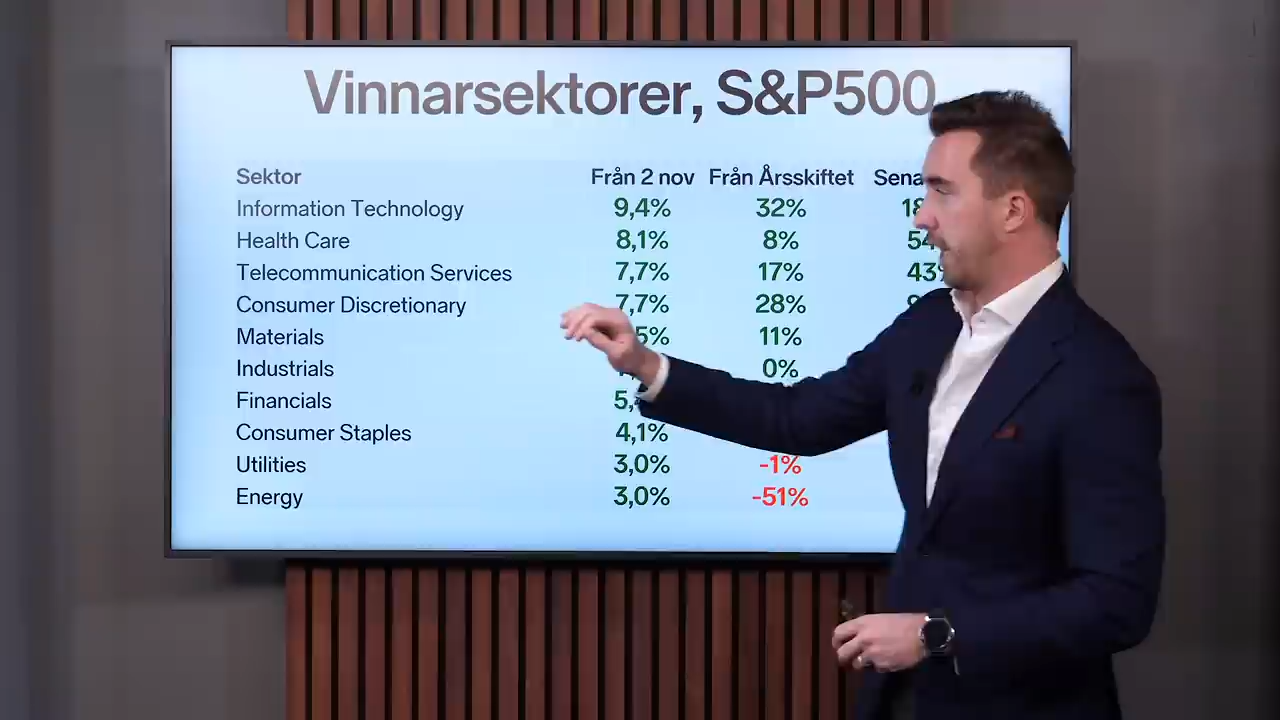 Vinnarsektorer, S&P500
Sektor Från 2 nov Från Årsskiftet
Information Technology 9,4% 32%
Health Care 8,1% 8%
Telecommunication Services 7,7% 17%
Consumer Discretionary 7,7% 28%
Materials 11%
Industrials 0%
Financials
Consumer Staples 4,1%
Utilities 3,0% -1%
Energy 3,0% -51%